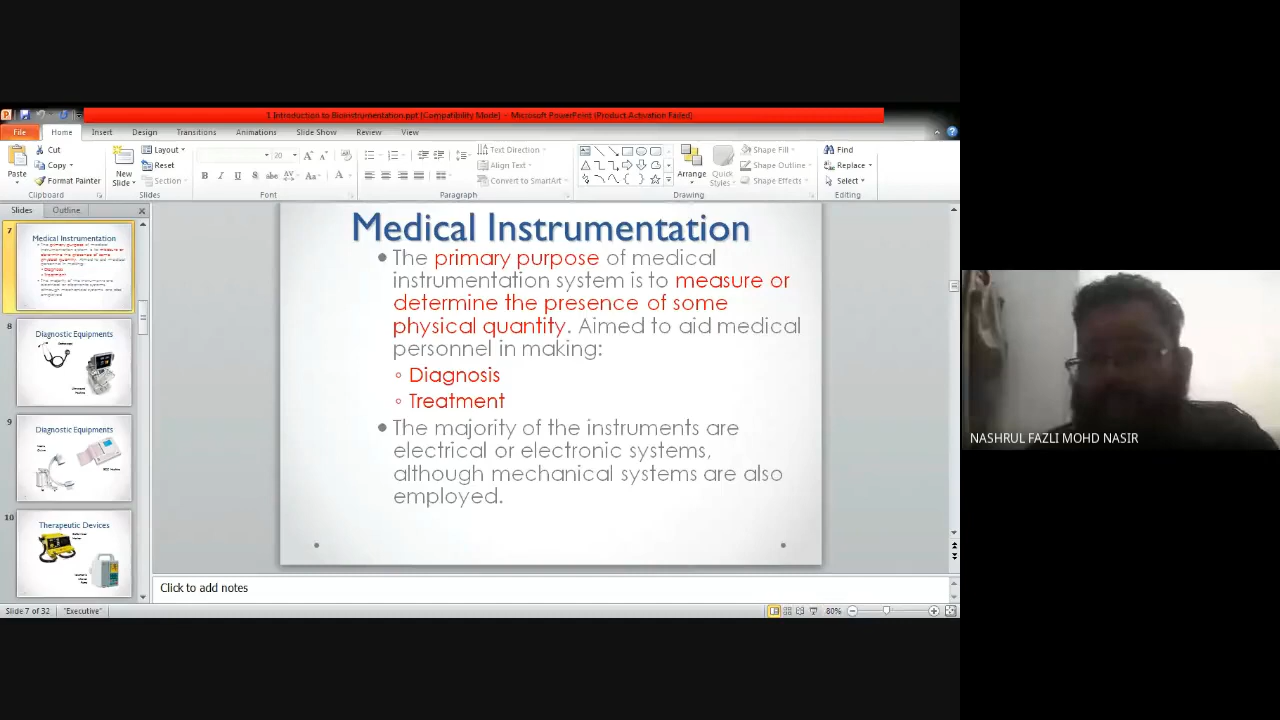 1 Introduction to Bioinstrumentation.ppt [Compatibility Mode] - Microsoft PowerPoint (Product Activation Failed)
File Home Insert Design Transitions Animations Slide Show Review View
Cut
Copy
Format Painter
Paste
Clipboard
New
Slide
Layout
Reset
Section
Slides
20
Font
Text Direction
Align Text
Convert to SmartArt
Paragraph
Arrange
Quick
Styles
Shape Fill
Shape Outline
Shape Effects
Drawing
Find
Replace
Select
Editing
Slides Outline
7
Medical Instrumentation
8
Diagnostic Equipments
9
Diagnostic Equipments
10
Therapeutic Devices
Medical Instrumentation
• The primary purpose of medical
instrumentation system is to measure or
determine the presence of some
physical quantity. Aimed to aid medical
personnel in making:
◦ Diagnosis
◦ Treatment
• The majority of the instruments are
electrical or electronic systems,
although mechanical systems are also
employed.
Click to add notes
Slide 7 of 32 "Executive" 80%
NASHRUL FAZLI MOHD NASIR